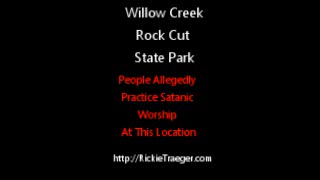 Willow Creek
Rock Cut
State Park
People Allegedly
Practice Satanic
Worship
At This Location
http://RickieTraeger.com